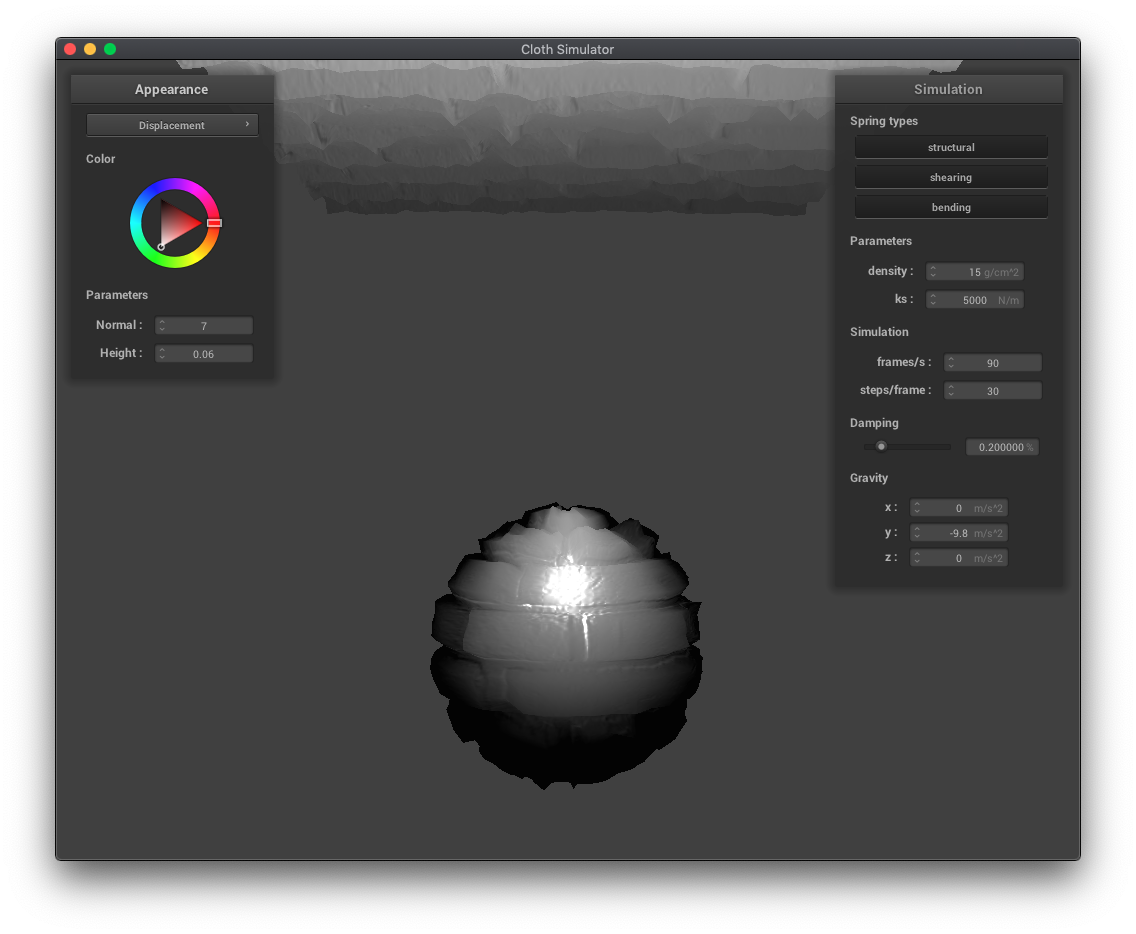 Cloth Simulator
Appearance
Displacement ›
Color
Parameters
Normal : 7
Height : 0.06
Simulation
Spring types
structural
shearing
bending
Parameters
density : 15 g/cm^2
ks : 5000 N/m
Simulation
frames/s : 90
steps/frame : 30
Damping
0.200000 %
Gravity
x : 0 m/s^2
y : -9.8 m/s^2
z : 0 m/s^2